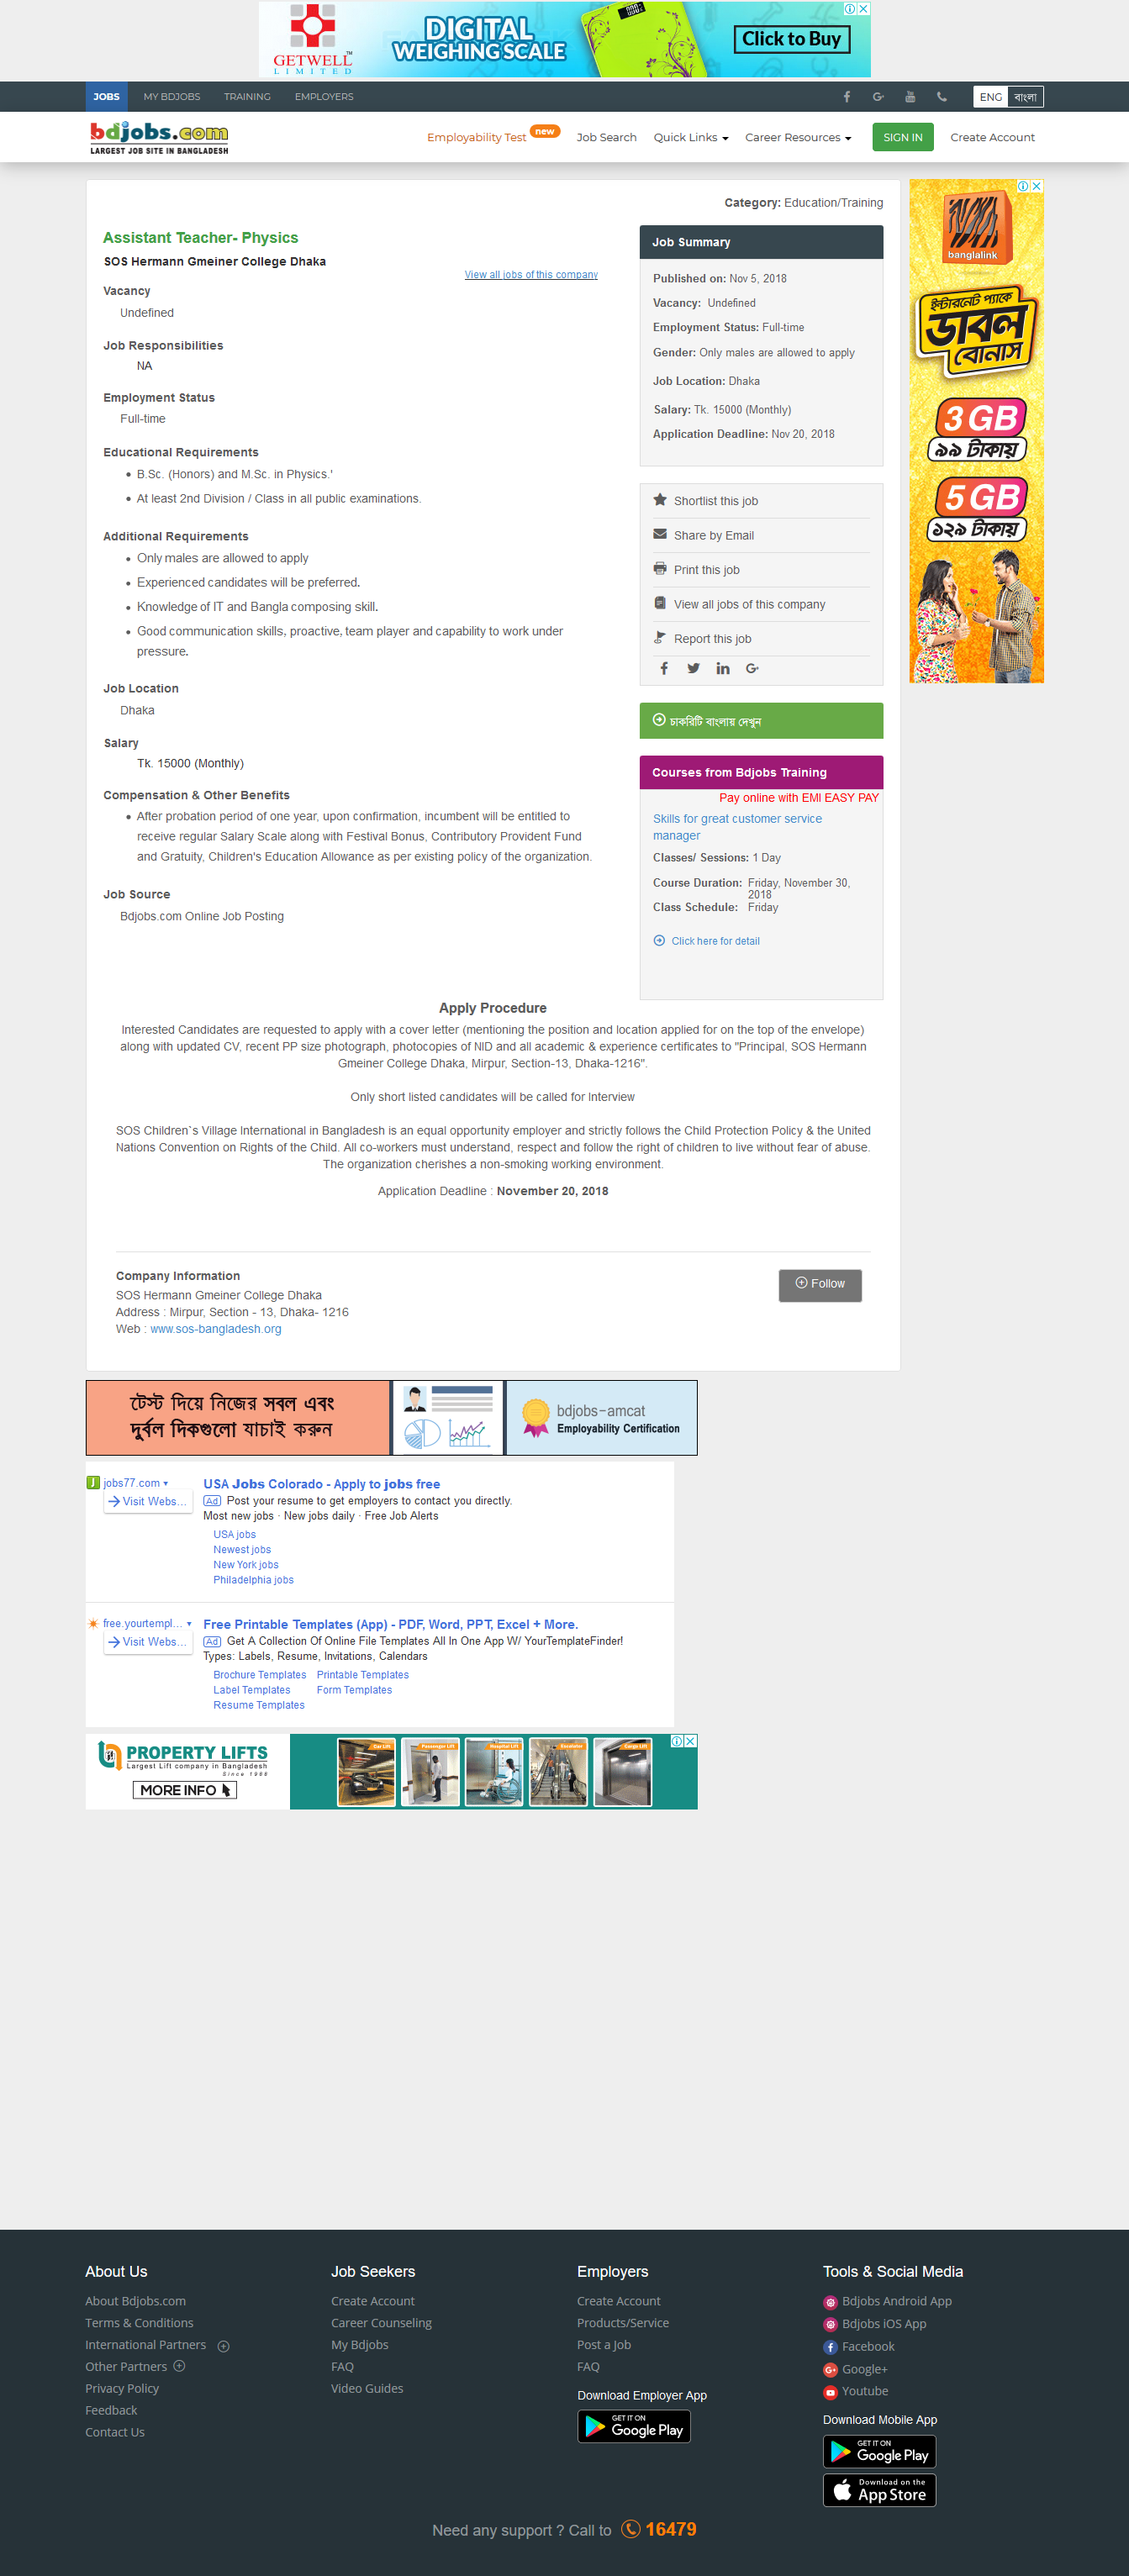 GETWELL
LIMITED
DIGITAL
WEIGHING SCALE
Click to Buy
JOBS MY BDJOBS TRAINING EMPLOYERS ENG বাংলা
bdjobs.com
LARGEST JOB SITE IN BANGLADESH
Employability Test new Job Search Quick Links Career Resources SIGN IN Create Account
Category: Education/Training
Assistant Teacher- Physics
SOS Hermann Gmeiner College Dhaka
View all jobs of this company
Vacancy
Undefined
Job Responsibilities
NA
Employment Status
Full-time
Educational Requirements
• B.Sc. (Honors) and M.Sc. in Physics.'
• At least 2nd Division / Class in all public examinations.
Additional Requirements
• Only males are allowed to apply
• Experienced candidates will be preferred.
• Knowledge of IT and Bangla composing skill.
• Good communication skills, proactive, team player and capability to work under
pressure.
Job Location
Dhaka
Salary
Tk. 15000 (Monthly)
Compensation & Other Benefits
• After probation period of one year, upon confirmation, incumbent will be entitled to
receive regular Salary Scale along with Festival Bonus, Contributory Provident Fund
and Gratuity, Children's Education Allowance as per existing policy of the organization.
Job Source
Bdjobs.com Online Job Posting
Job Summary
Published on: Nov 5, 2018
Vacancy: Undefined
Employment Status: Full-time
Gender: Only males are allowed to apply
Job Location: Dhaka
Salary: Tk. 15000 (Monthly)
Application Deadline: Nov 20, 2018
Shortlist this job
Share by Email
Print this job
View all jobs of this company
Report this job
চাকরিটি বাংলায় দেখুন
Courses from Bdjobs Training
Pay online with EMI EASY PAY
Skills for great customer service
manager
Classes/ Sessions: 1 Day
Course Duration: Friday, November 30,
2018
Class Schedule: Friday
Click here for detail
banglalink
ইন্টারনেট প্যাকে
ডাবল
বোনাস
3 GB
৯৯ টাকায়
5 GB
১২৯ টাকায়
Apply Procedure
Interested Candidates are requested to apply with a cover letter (mentioning the position and location applied for on the top of the envelope)
along with updated CV, recent PP size photograph, photocopies of NID and all academic & experience certificates to "Principal, SOS Hermann
Gmeiner College Dhaka, Mirpur, Section-13, Dhaka-1216".
Only short listed candidates will be called for Interview
SOS Children`s Village International in Bangladesh is an equal opportunity employer and strictly follows the Child Protection Policy & the United
Nations Convention on Rights of the Child. All co-workers must understand, respect and follow the right of children to live without fear of abuse.
The organization cherishes a non-smoking working environment.
Application Deadline : November 20, 2018
Company Information
SOS Hermann Gmeiner College Dhaka
Address : Mirpur, Section - 13, Dhaka- 1216
Web : www.sos-bangladesh.org
Follow
টেস্ট দিয়ে নিজের সবল এবং
দুর্বল দিকগুলো যাচাই করুন
bdjobs-amcat
Employability Certification
jobs77.com
Visit Webs...
USA Jobs Colorado - Apply to jobs free
Ad Post your resume to get employers to contact you directly.
Most new jobs · New jobs daily · Free Job Alerts
USA jobs
Newest jobs
New York jobs
Philadelphia jobs
free.yourtempl...
Visit Webs...
Free Printable Templates (App) - PDF, Word, PPT, Excel + More.
Ad Get A Collection Of Online File Templates All In One App W/ YourTemplateFinder!
Types: Labels, Resume, Invitations, Calendars
Brochure Templates Printable Templates
Label Templates Form Templates
Resume Templates
PROPERTY LIFTS
Largest Lift company in Bangladesh
Since 1988
MORE INFO
Car Lift Passenger Lift Hospital Lift Escalator Cargo Lift
About Us
About Bdjobs.com
Terms & Conditions
International Partners
Other Partners
Privacy Policy
Feedback
Contact Us
Job Seekers
Create Account
Career Counseling
My Bdjobs
FAQ
Video Guides
Employers
Create Account
Products/Service
Post a Job
FAQ
Download Employer App
GET IT ON
Google Play
Tools & Social Media
Bdjobs Android App
Bdjobs iOS App
Facebook
Google+
Youtube
Download Mobile App
GET IT ON
Google Play
Download on the
App Store
Need any support ? Call to 16479